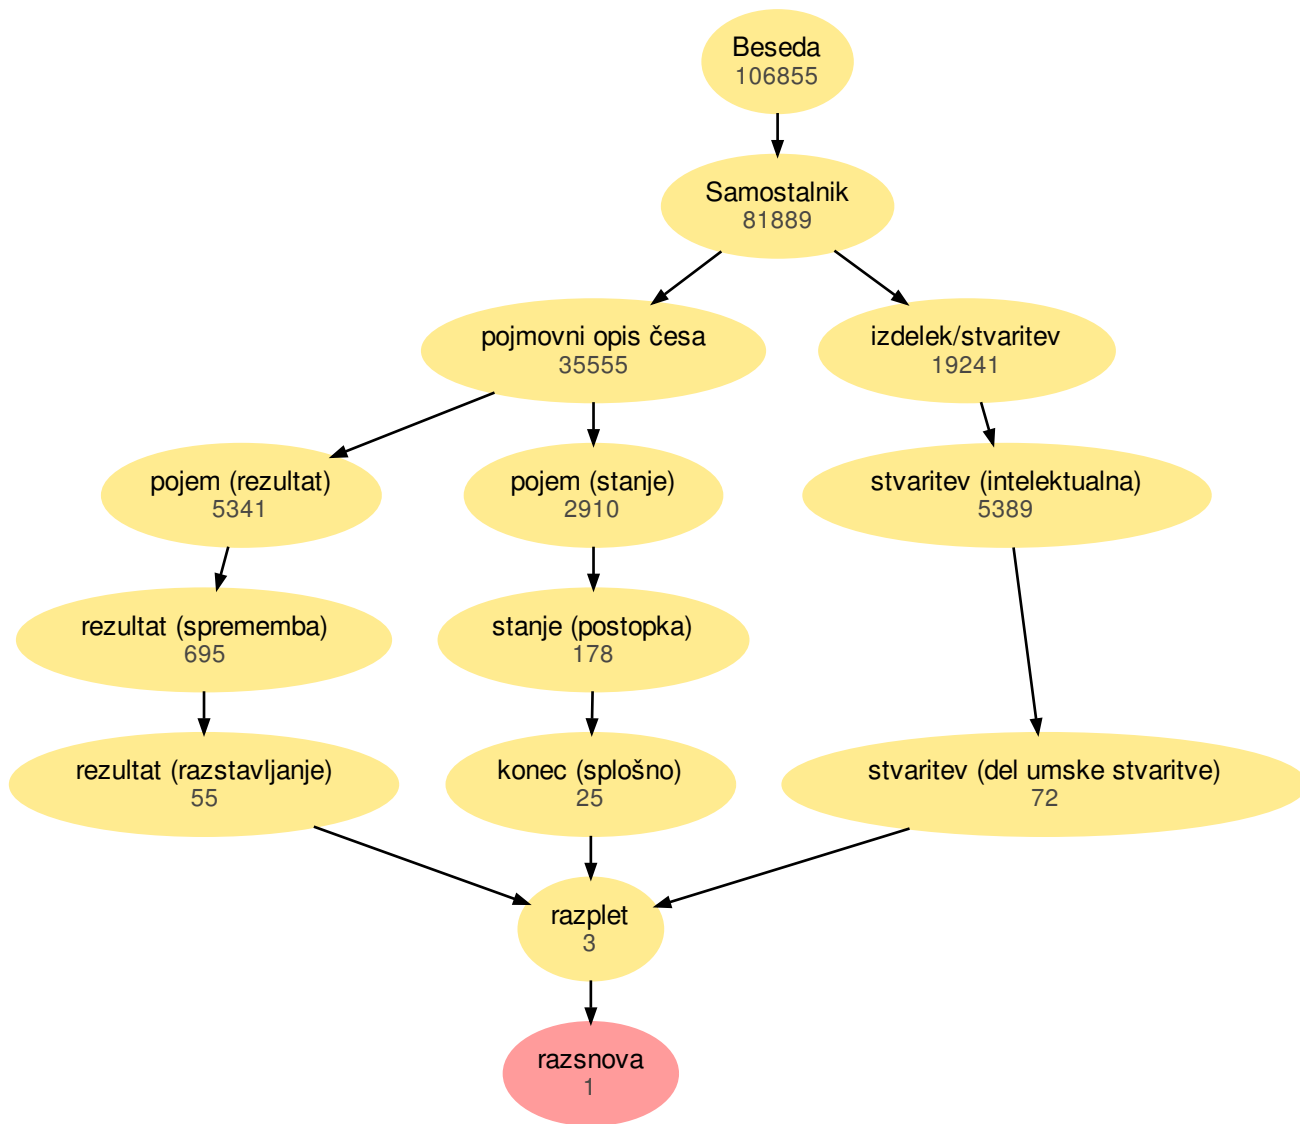 Beseda
106855
Samostalnik
81889
pojmovni opis česa
35555
izdelek/stvaritev
19241
pojem (rezultat)
5341
pojem (stanje)
2910
stvaritev (intelektualna)
5389
rezultat (sprememba)
695
stanje (postopka)
178
rezultat (razstavljanje)
55
konec (splošno)
25
stvaritev (del umske stvaritve)
72
razplet
3
razsnova
1